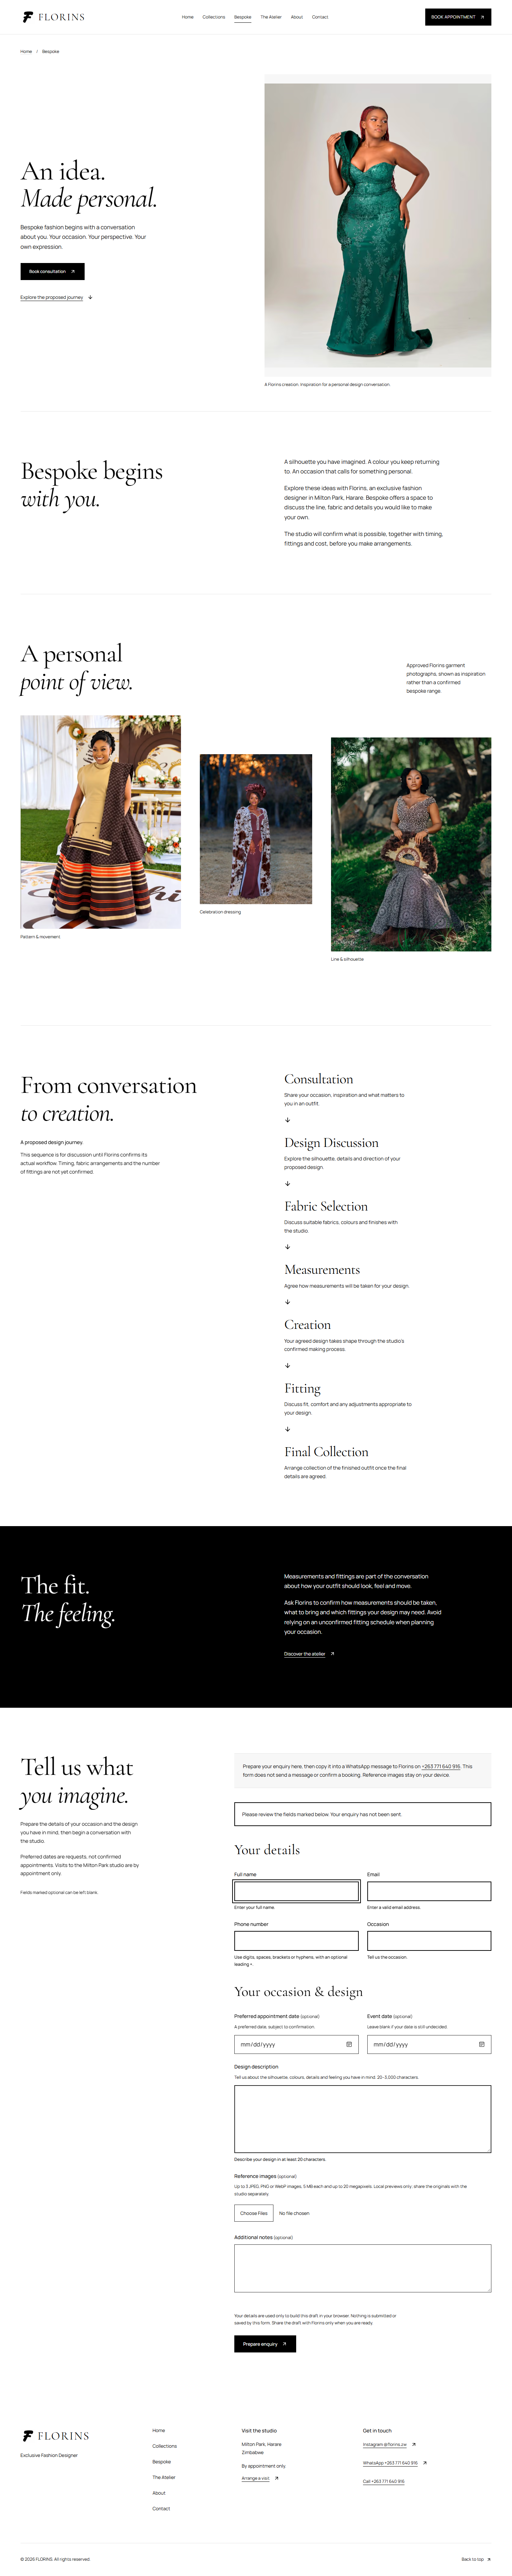 FLORINS
Home
Collections
Bespoke
The Atelier
About
Contact
BOOK APPOINTMENT
Home / Bespoke
An idea.
Made personal.
Bespoke fashion begins with a conversation
about you. Your occasion. Your perspective. Your
own expression.
Book consultation
Explore the proposed journey
A Florins creation. Inspiration for a personal design conversation.
Bespoke begins
with you.
A silhouette you have imagined. A colour you keep returning
to. An occasion that calls for something personal.
Explore these ideas with Florins, an exclusive fashion
designer in Milton Park, Harare. Bespoke offers a space to
discuss the line, fabric and details you would like to make
your own.
The studio will confirm what is possible, together with timing,
fittings and cost, before you make arrangements.
A personal
point of view.
Approved Florins garment
photographs, shown as inspiration
rather than a confirmed
bespoke range.
Pattern & movement
Celebration dressing
Line & silhouette
From conversation
to creation.
A proposed design journey.
This sequence is for discussion until Florins confirms its
actual workflow. Timing, fabric arrangements and the number
of fittings are not yet confirmed.
Consultation
Share your occasion, inspiration and what matters to
you in an outfit.
Design Discussion
Explore the silhouette, details and direction of your
proposed design.
Fabric Selection
Discuss suitable fabrics, colours and finishes with
the studio.
Measurements
Agree how measurements will be taken for your design.
Creation
Your agreed design takes shape through the studio's
confirmed making process.
Fitting
Discuss fit, comfort and any adjustments appropriate to
your design.
Final Collection
Arrange collection of the finished outfit once the final
details are agreed.
The fit.
The feeling.
Measurements and fittings are part of the conversation
about how your outfit should look, feel and move.
Ask Florins to confirm how measurements should be taken,
what to bring and which fittings your design may need. Avoid
relying on an unconfirmed fitting schedule when planning
your occasion.
Discover the atelier
Tell us what
you imagine.
Prepare the details of your occasion and the design
you have in mind, then begin a conversation with
the studio.
Preferred dates are requests, not confirmed
appointments. Visits to the Milton Park studio are by
appointment only.
Fields marked optional can be left blank.
Prepare your enquiry here, then copy it into a WhatsApp message to Florins on +263 771 640 916. This
form does not send a message or confirm a booking. Reference images stay on your device.
Please review the fields marked below. Your enquiry has not been sent.
Your details
Full name
Email
Enter your full name.
Enter a valid email address.
Phone number
Occasion
Use digits, spaces, brackets or hyphens, with an optional
leading +.
Tell us the occasion.
Your occasion & design
Preferred appointment date (optional)
Event date (optional)
A preferred date, subject to confirmation.
Leave blank if your date is still undecided.
mm/dd/yyyy
mm/dd/yyyy
Design description
Tell us about the silhouette, colours, details and feeling you have in mind. 20–3,000 characters.
Describe your design in at least 20 characters.
Reference images (optional)
Up to 3 JPEG, PNG or WebP images, 5 MB each and up to 20 megapixels. Local previews only; share the originals with the
studio separately.
Choose Files
No file chosen
Additional notes (optional)
Your details are used only to build this draft in your browser. Nothing is submitted or
saved by this form. Share the draft with Florins only when you are ready.
Prepare enquiry
FLORINS
Exclusive Fashion Designer
Home
Collections
Bespoke
The Atelier
About
Contact
Visit the studio
Milton Park, Harare
Zimbabwe
By appointment only.
Arrange a visit
Get in touch
Instagram @florins_zw
WhatsApp +263 771 640 916
Call +263 771 640 916
© 2026 FLORINS. All rights reserved.
Back to top